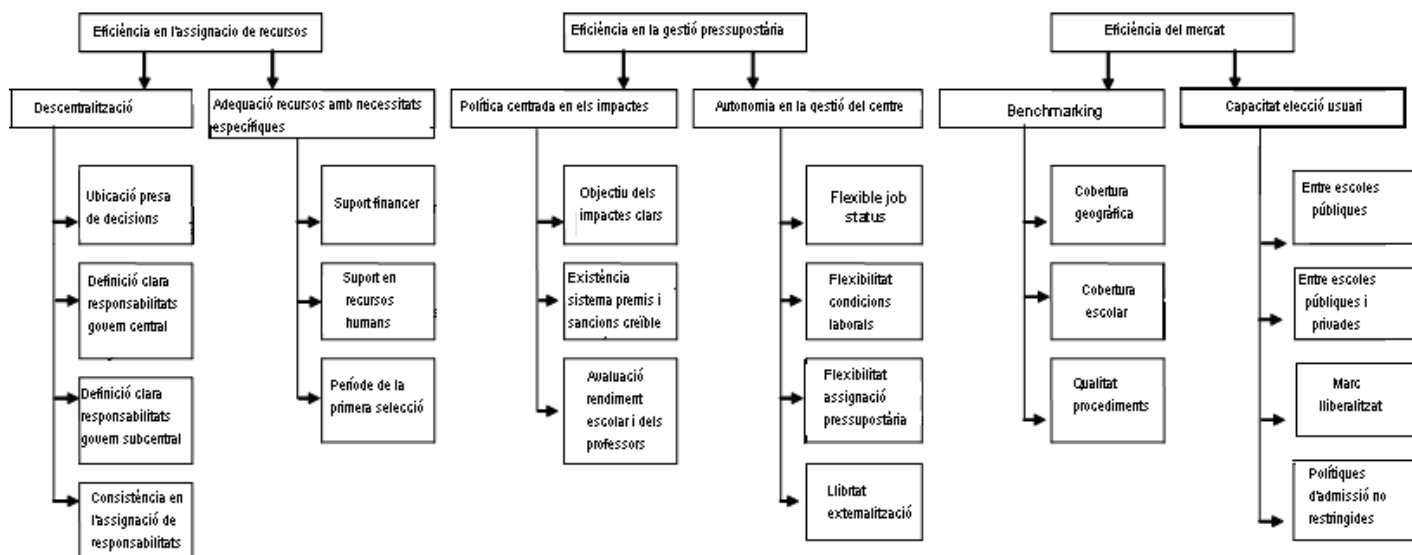 Eficiència en l'assignacio de recursos
Eficiència en la gestió pressupostària
Eficiència del mercat
Descentralització
Adequació recursos amb necessitats
específiques
Política centrada en els impactes
Autonomia en la gestió del centre
Benchmarking
Capacitat elecció usuari
Ubicació presa
de decisions
Definició clara
responsabilitats
govern central
Definició clara
responsabilitats
govern subcentral
Consistència en
l'assignació de
responsabilitats
Suport financer
Suport en
recursos
humans
Període de la
primera selecció
Objectiu dels
impactes clars
Existència
sistema premis i
sancions creïble
Avaluació
rendiment
escolar i dels
professors
Flexible job
status
Flexibilitat
condicions
laborals
Flexibilitat
assignació
pressupostària
Llibrtat
externalització
Cobertura
geogràfica
Cobertura
escolar
Qualitat
procediments
Entre escoles
públiques
Entre escoles
públiques i
privades
Marc
lliberalitzat
Polítiques
d'admissió no
restringides